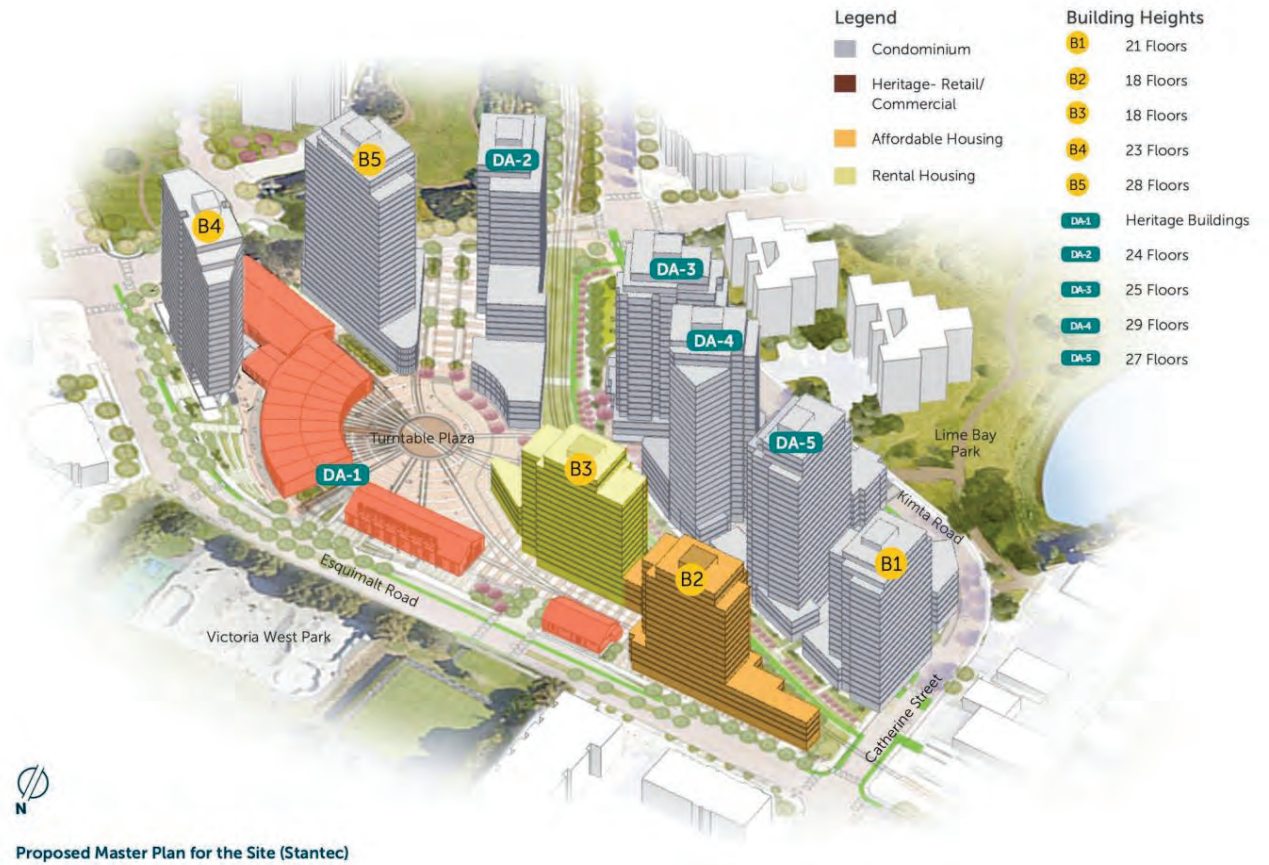 Legend
Condominium
Heritage- Retail/
Commercial
Affordable Housing
Rental Housing
Building Heights
B1 21 Floors
B2 18 Floors
B3 18 Floors
B4 23 Floors
B5 28 Floors
DA-1 Heritage Buildings
DA-2 24 Floors
DA-3 25 Floors
DA-4 29 Floors
DA-5 27 Floors
B5
DA-2
B4
DA-3
DA-4
Turntable Plaza
DA-5
Lime Bay
Park
B3
DA-1
Kimta Road
B1
B2
Esquimalt Road
Victoria West Park
Catherine Street
N
Proposed Master Plan for the Site (Stantec)